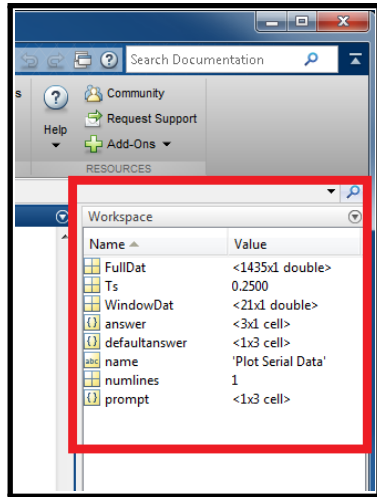 Search Documentation
s
?
Help
Community
Request Support
Add-Ons
RESOURCES
Workspace
Name Value
FullDat <1435x1 double>
Ts 0.2500
WindowDat <21x1 double>
{} answer <3x1 cell>
{} defaultanswer <1x3 cell>
abc name 'Plot Serial Data'
numlines 1
{} prompt <1x3 cell>